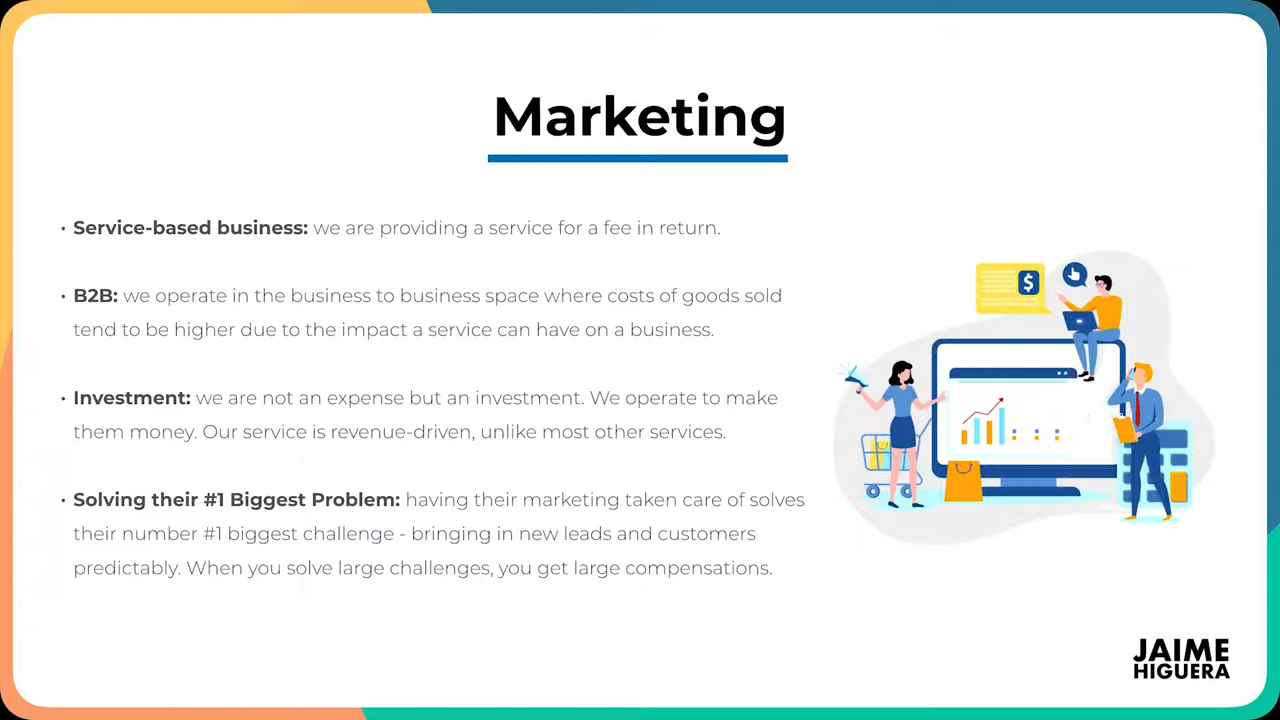 Marketing
• Service-based business: we are providing a service for a fee in return.
• B2B: we operate in the business to business space where costs of goods sold
tend to be higher due to the impact a service can have on a business.
• Investment: we are not an expense but an investment. We operate to make
them money. Our service is revenue-driven, unlike most other services.
• Solving their #1 Biggest Problem: having their marketing taken care of solves
their number #1 biggest challenge - bringing in new leads and customers
predictably. When you solve large challenges, you get large compensations.
$
JAIME
HIGUERA